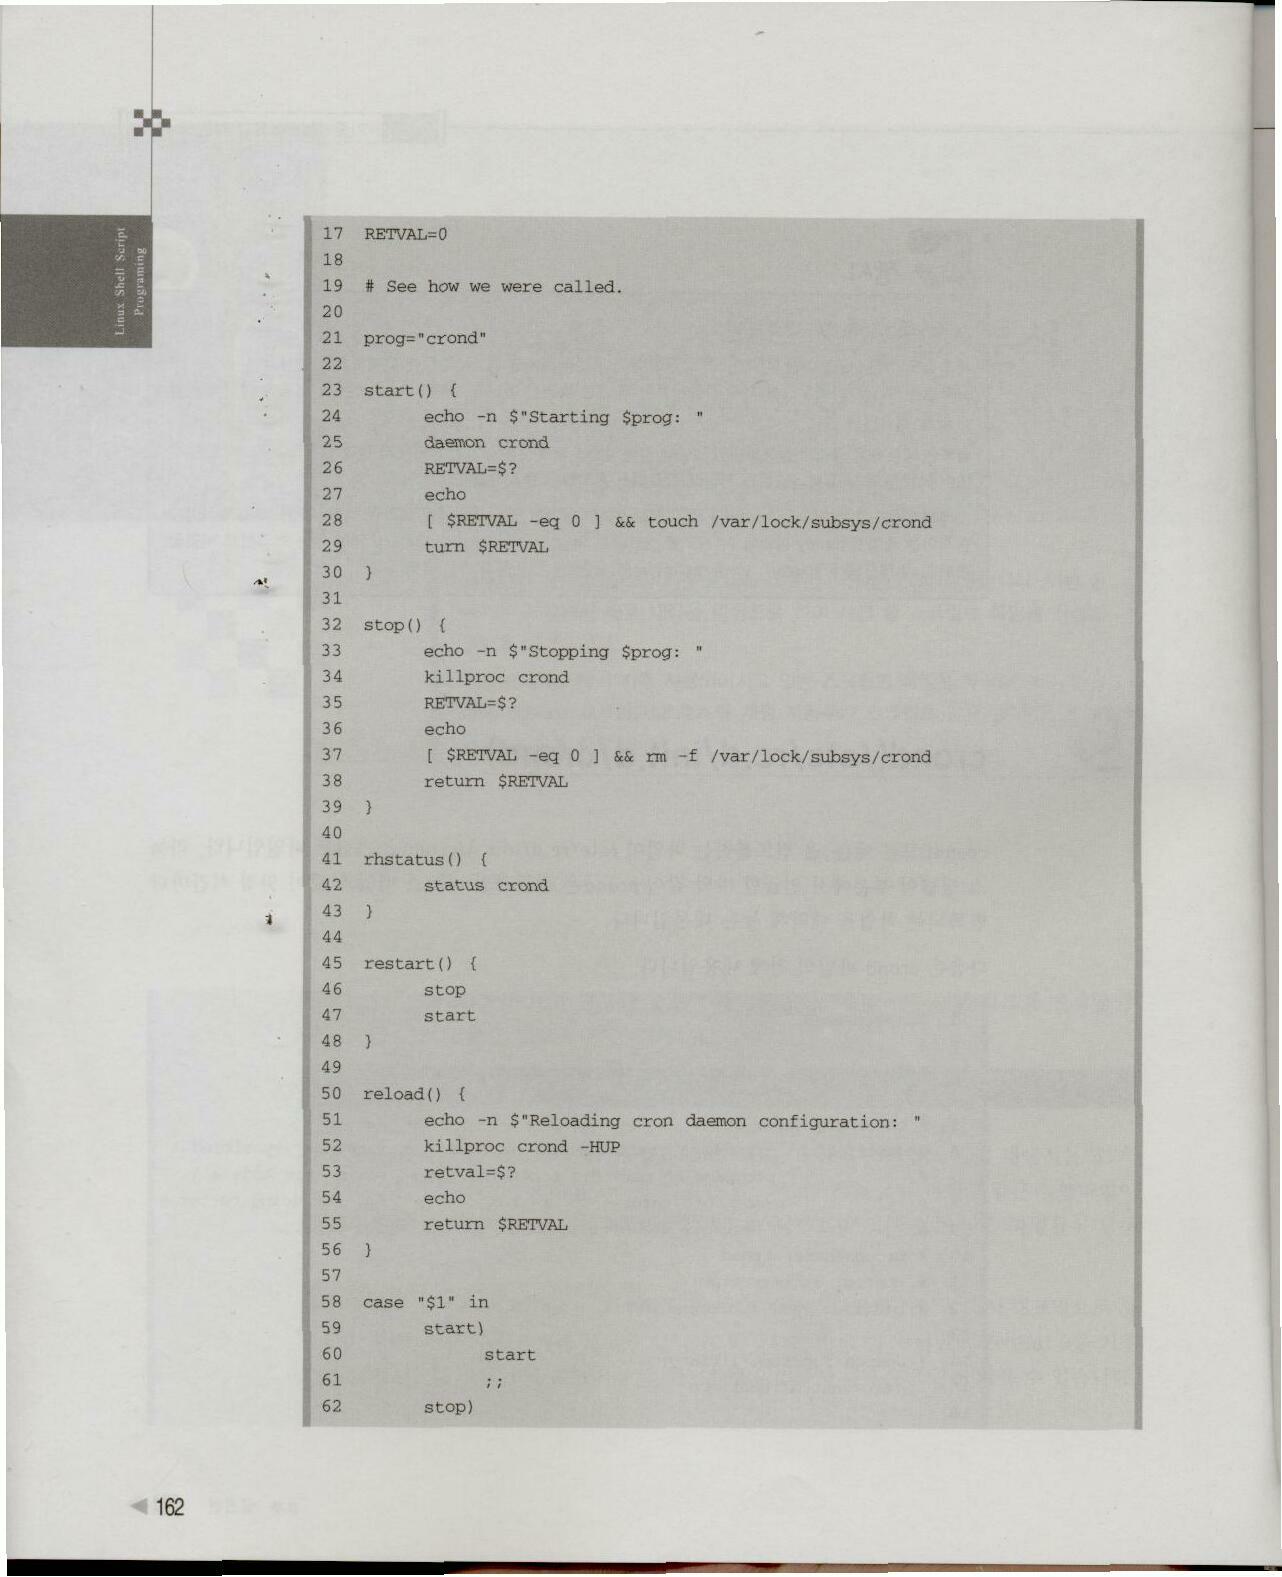 Linux Shell Script
Programing
17 RETVAL=0
18
19 # See how we were called.
20
21 prog="crond"
22
23 start() {
24 echo -n $"Starting $prog: "
25 daemon crond
26 RETVAL=$?
27 echo
28 [ $RETVAL -eq 0 ] && touch /var/lock/subsys/crond
29 turn $RETVAL
30 }
31
32 stop() {
33 echo -n $"Stopping $prog: "
34 killproc crond
35 RETVAL=$?
36 echo
37 [ $RETVAL -eq 0 ] && rm -f /var/lock/subsys/crond
38 return $RETVAL
39 }
40
41 rhstatus() {
42 status crond
43 }
44
45 restart() {
46 stop
47 start
48 }
49
50 reload() {
51 echo -n $"Reloading cron daemon configuration: "
52 killproc crond -HUP
53 retval=$?
54 echo
55 return $RETVAL
56 }
57
58 case "$1" in
59 start)
60 start
61 ;;
62 stop)
◀ 162